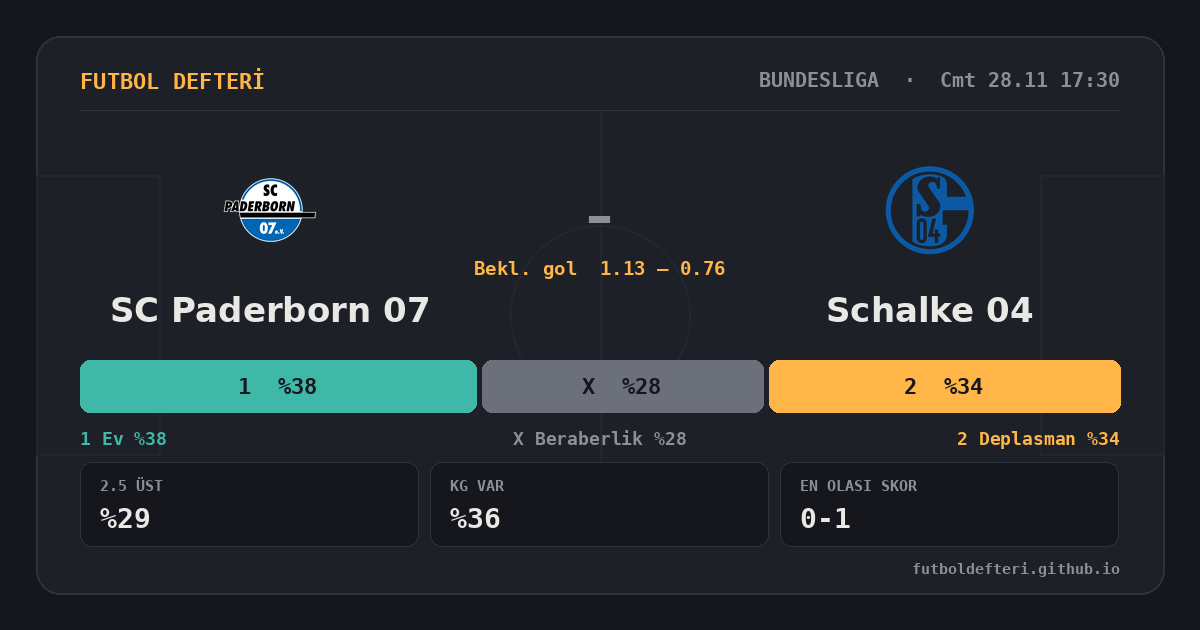 FUTBOL DEFTERİ
BUNDESLIGA · Cmt 28.11 17:30
SC
PADERBORN
07 e.V.
S
04
–
Bekl. gol 1.13 – 0.76
SC Paderborn 07
Schalke 04
1 %38
X %28
2 %34
1 Ev %38
X Beraberlik %28
2 Deplasman %34
2.5 ÜST
KG VAR
EN OLASI SKOR
%29
%36
0-1
futboldefteri.github.io